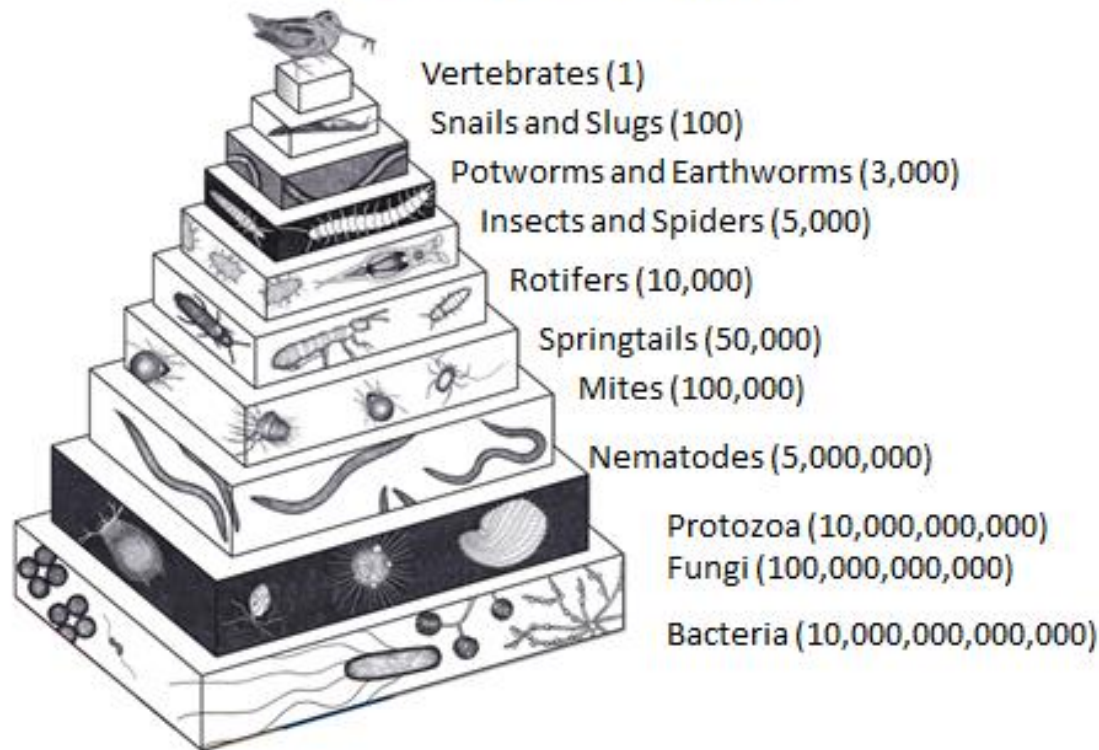 Vertebrates (1)
Snails and Slugs (100)
Potworms and Earthworms (3,000)
Insects and Spiders (5,000)
Rotifers (10,000)
Springtails (50,000)
Mites (100,000)
Nematodes (5,000,000)
Protozoa (10,000,000,000)
Fungi (100,000,000,000)
Bacteria (10,000,000,000,000)